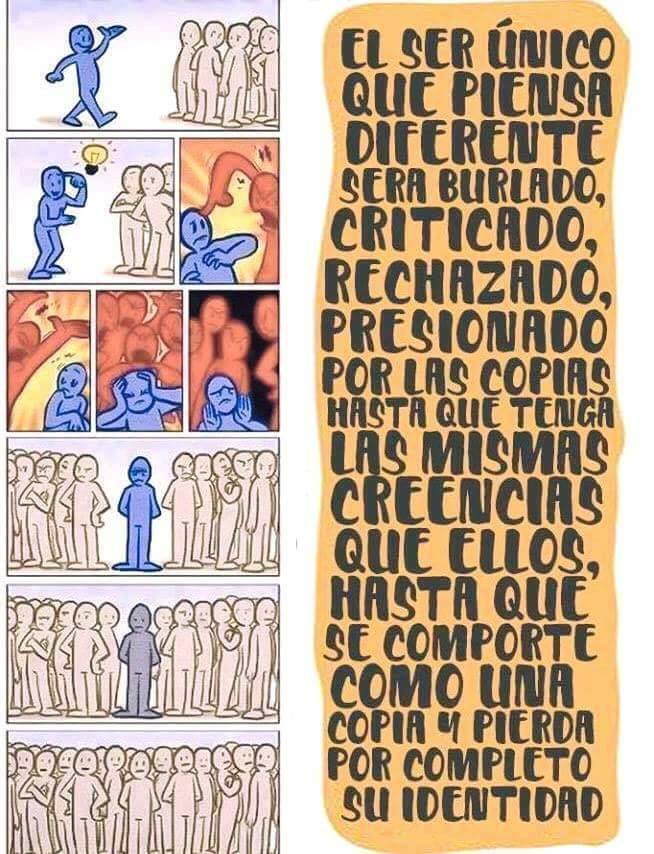 EL SER ÚNICO
QUE PIENSA
DIFERENTE
SERA BURLADO,
CRITICADO,
RECHAZADO,
PRESIONADO
POR LAS COPIAS
HASTA QUE TENGA
LAS MISMAS
CREENCIAS
QUE ELLOS,
HASTA QUE
SE COMPORTE
COMO UNA
COPIA Y PIERDA
POR COMPLETO
SU IDENTIDAD